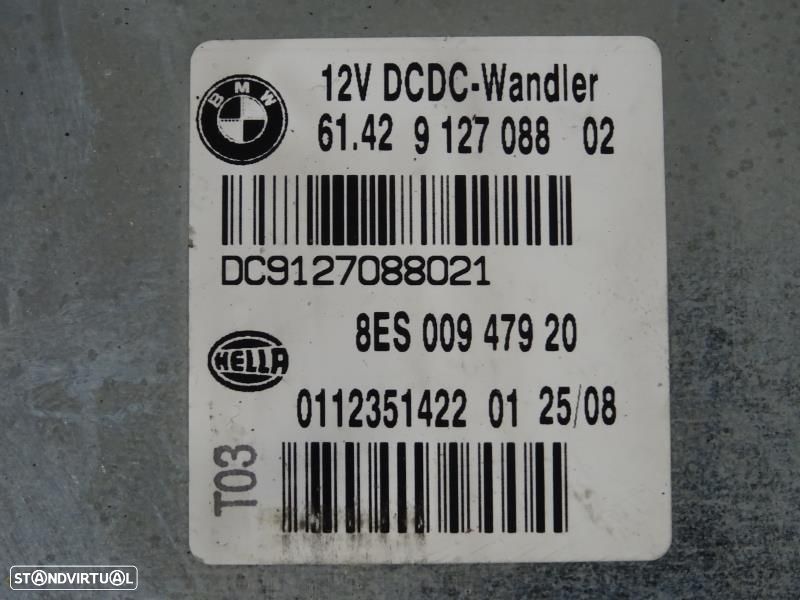 BMW
12V DCDC-Wandler
61.42 9 127 088 02
DC9127088021
HELLA
8ES 009 479 20
0112351422 01 25/08
T03
STANDVIRTUAL